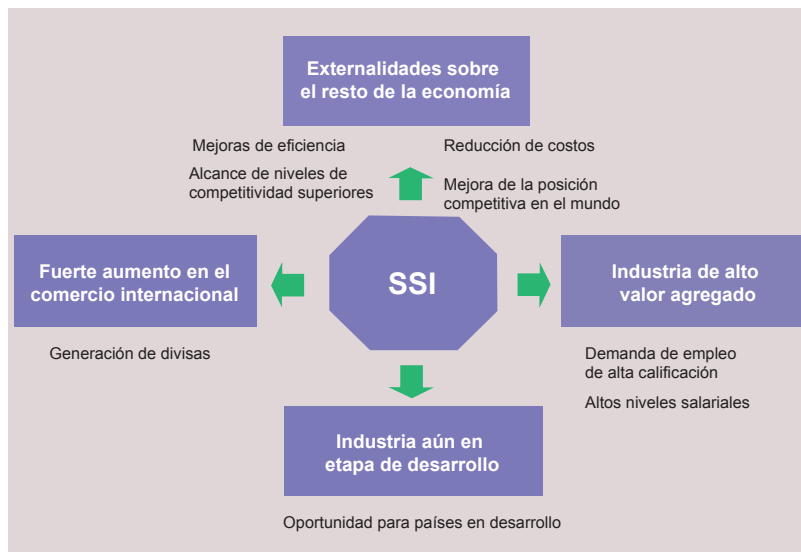 Externalidades sobre
el resto de la economía
Mejoras de eficiencia
Reducción de costos
Alcance de niveles de
competitividad superiores
Mejora de la posición
competitiva en el mundo
Fuerte aumento en el
comercio internacional
SSI
Industria de alto
valor agregado
Generación de divisas
Demanda de empleo
de alta calificación
Altos niveles salariales
Industria aún en
etapa de desarrollo
Oportunidad para países en desarrollo